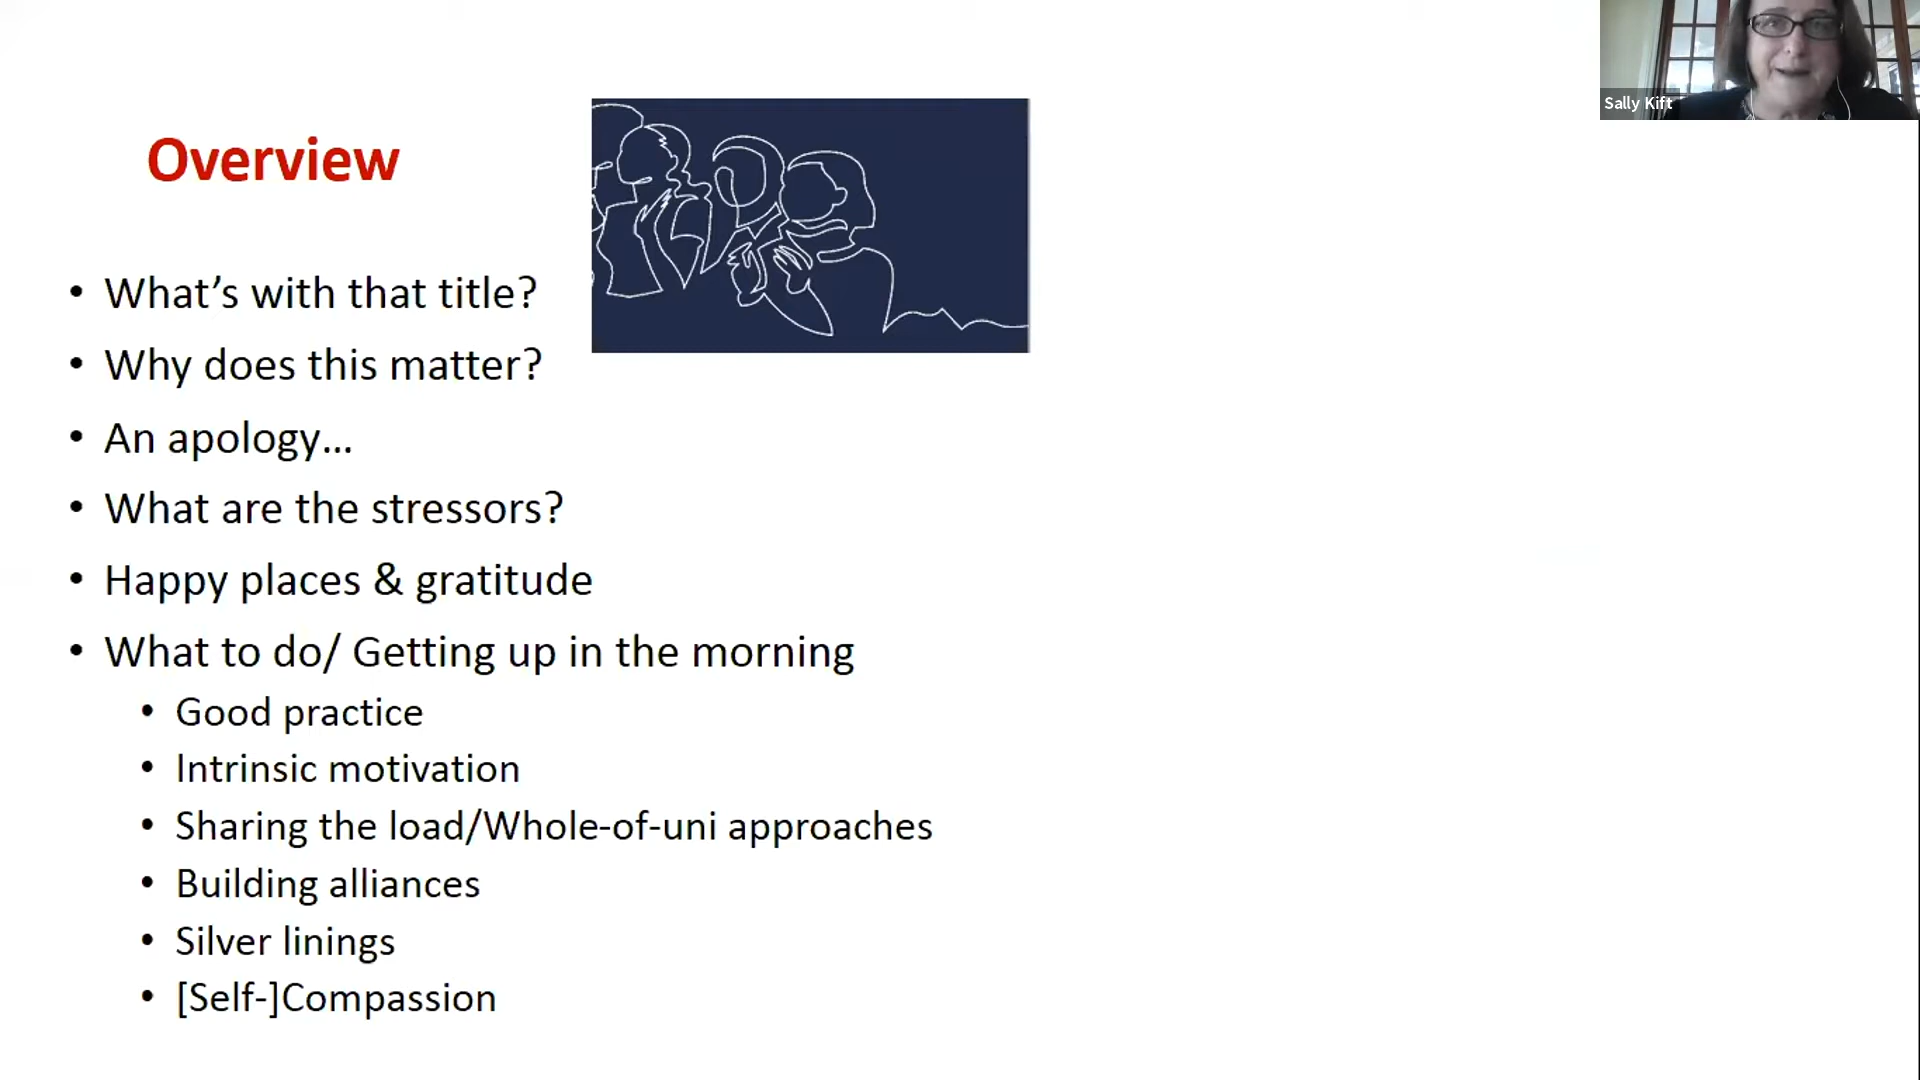 Sally Kift
Overview
• What’s with that title?
• Why does this matter?
• An apology…
• What are the stressors?
• Happy places & gratitude
• What to do/ Getting up in the morning
• Good practice
• Intrinsic motivation
• Sharing the load/Whole-of-uni approaches
• Building alliances
• Silver linings
• [Self-]Compassion